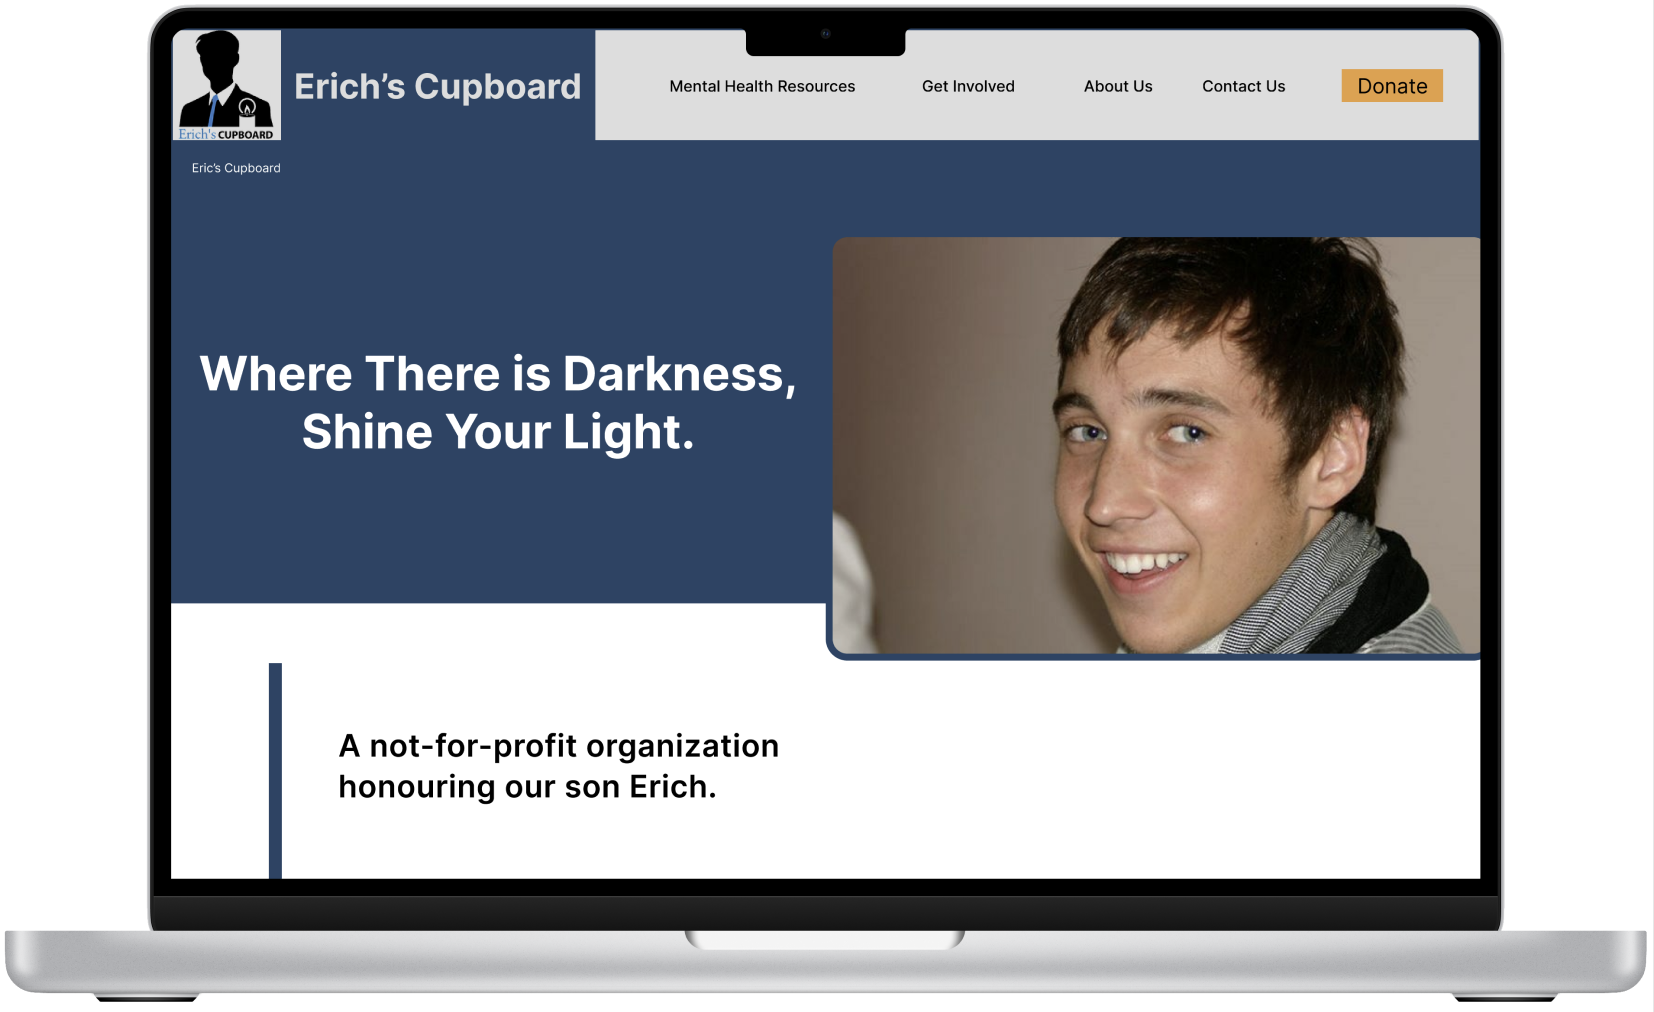 Erich's CUPBOARD
Erich’s Cupboard
Mental Health Resources
Get Involved
About Us
Contact Us
Donate
Eric’s Cupboard
Where There is Darkness,
Shine Your Light.
A not-for-profit organization
honouring our son Erich.